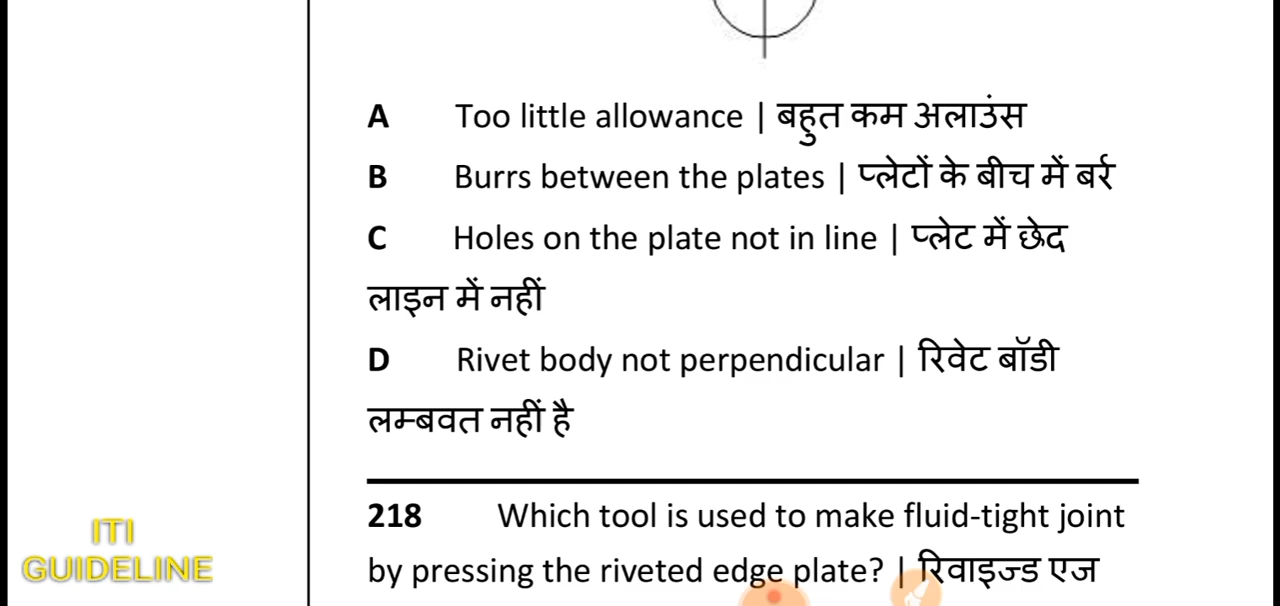 A Too little allowance | बहुत कम अलाउंस
B Burrs between the plates | प्लेटों के बीच में बर्र
C Holes on the plate not in line | प्लेट में छेद
लाइन में नहीं
D Rivet body not perpendicular | रिवेट बॉडी
लम्बवत नहीं है
218 Which tool is used to make fluid-tight joint
by pressing the riveted edge plate? | रिवाइज्ड एज
ITI
GUIDELINE